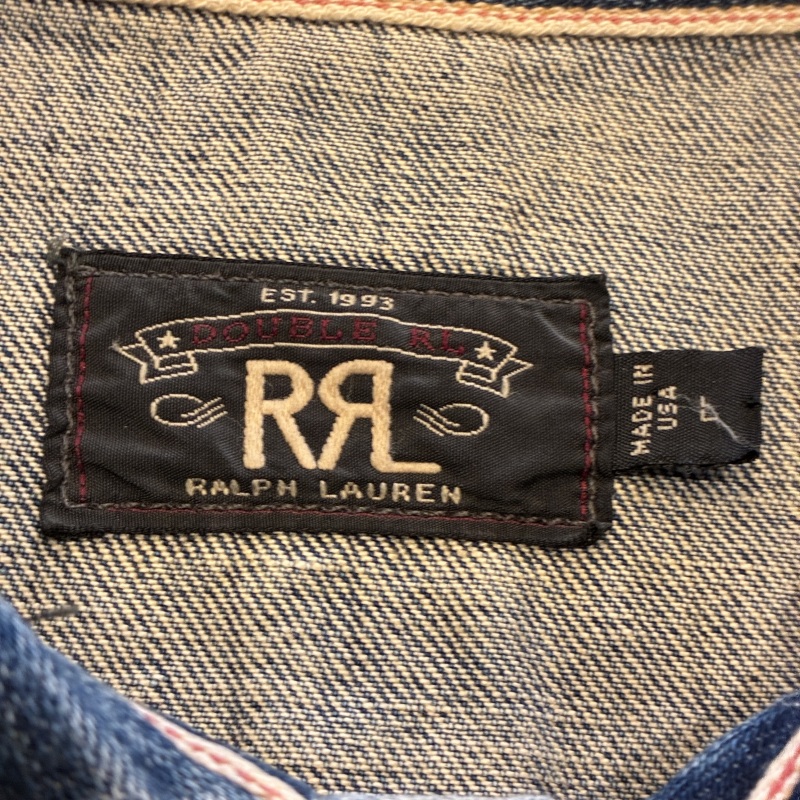 EST. 1993
DOUBLE RL
RRL
RALPH LAUREN
MADE IN
USA